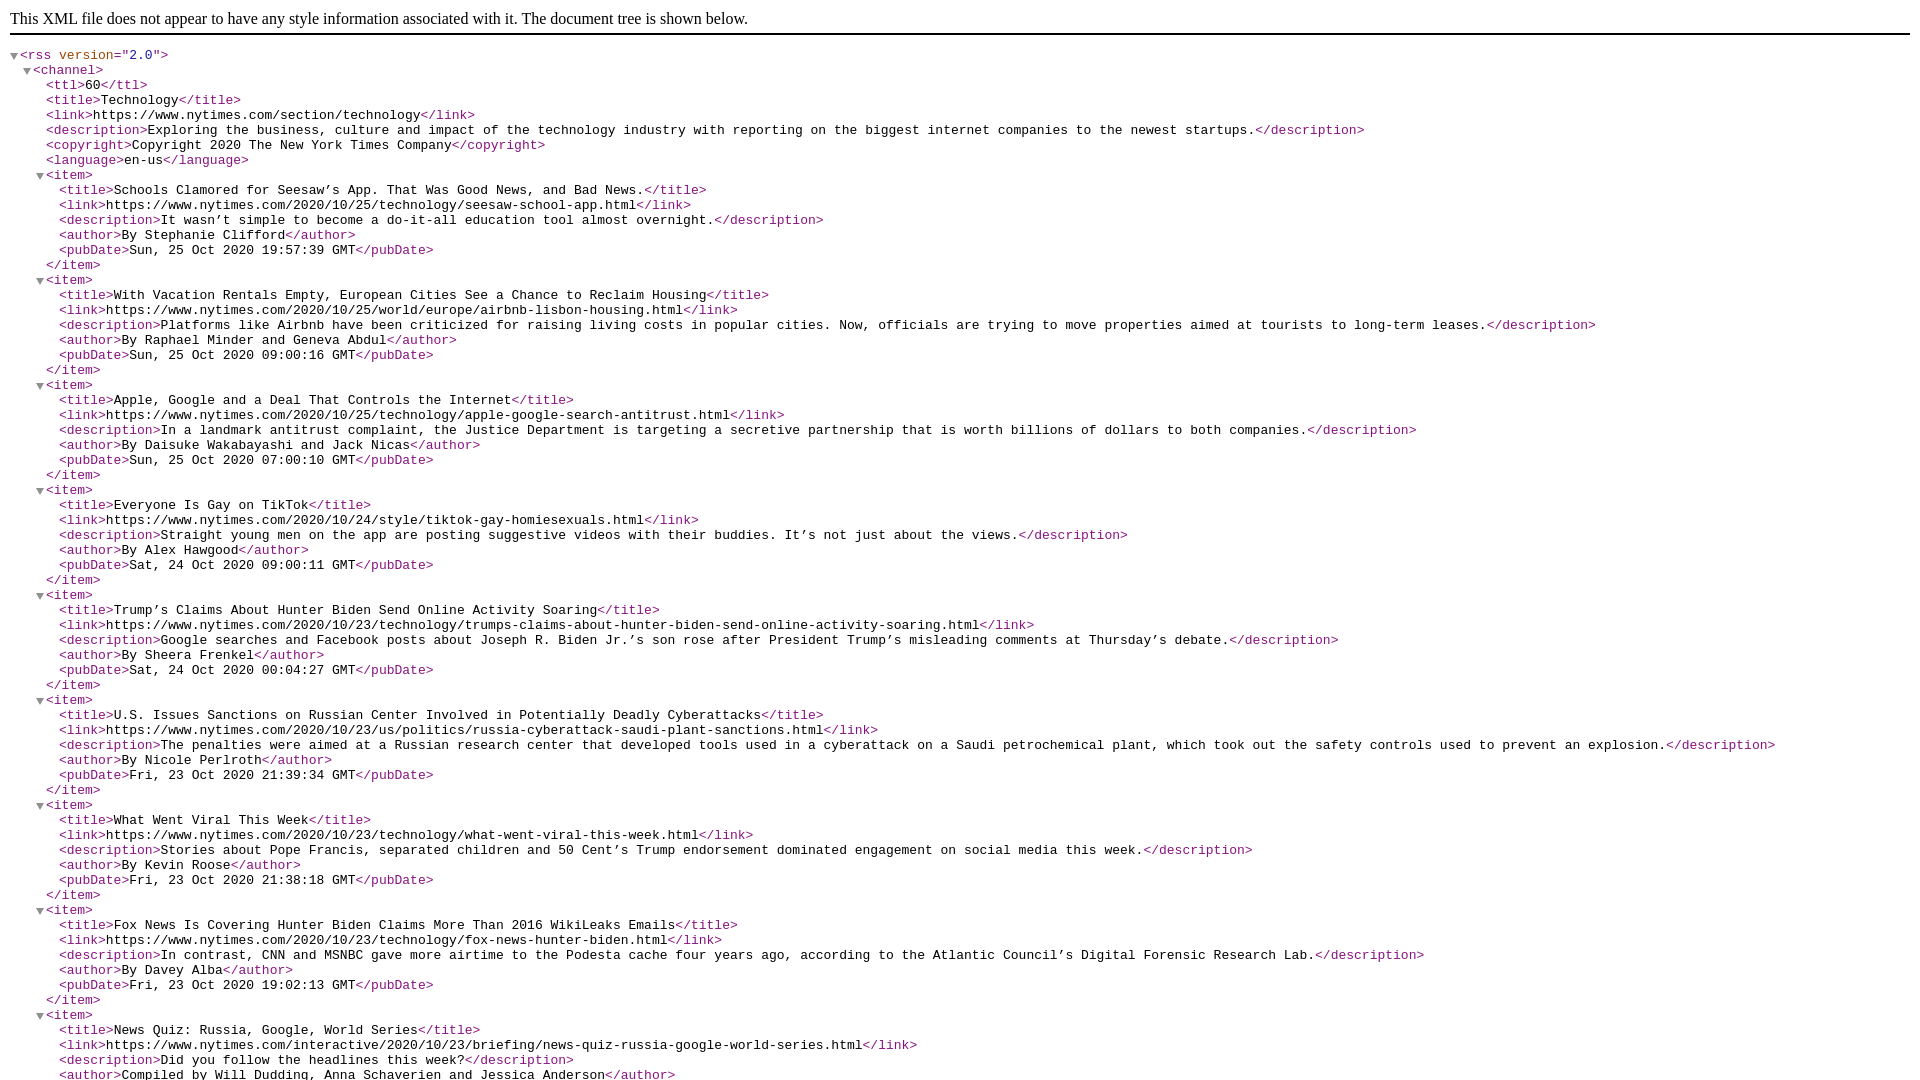 This XML file does not appear to have any style information associated with it. The document tree is shown below.
<rss version="2.0">
<channel>
<ttl>60</ttl>
<title>Technology</title>
<link>https://www.nytimes.com/section/technology</link>
<description>Exploring the business, culture and impact of the technology industry with reporting on the biggest internet companies to the newest startups.</description>
<copyright>Copyright 2020 The New York Times Company</copyright>
<language>en-us</language>
<item>
<title>Schools Clamored for Seesaw’s App. That Was Good News, and Bad News.</title>
<link>https://www.nytimes.com/2020/10/25/technology/seesaw-school-app.html</link>
<description>It wasn’t simple to become a do-it-all education tool almost overnight.</description>
<author>By Stephanie Clifford</author>
<pubDate>Sun, 25 Oct 2020 19:57:39 GMT</pubDate>
</item>
<item>
<title>With Vacation Rentals Empty, European Cities See a Chance to Reclaim Housing</title>
<link>https://www.nytimes.com/2020/10/25/world/europe/airbnb-lisbon-housing.html</link>
<description>Platforms like Airbnb have been criticized for raising living costs in popular cities. Now, officials are trying to move properties aimed at tourists to long-term leases.</description>
<author>By Raphael Minder and Geneva Abdul</author>
<pubDate>Sun, 25 Oct 2020 09:00:16 GMT</pubDate>
</item>
<item>
<title>Apple, Google and a Deal That Controls the Internet</title>
<link>https://www.nytimes.com/2020/10/25/technology/apple-google-search-antitrust.html</link>
<description>In a landmark antitrust complaint, the Justice Department is targeting a secretive partnership that is worth billions of dollars to both companies.</description>
<author>By Daisuke Wakabayashi and Jack Nicas</author>
<pubDate>Sun, 25 Oct 2020 07:00:10 GMT</pubDate>
</item>
<item>
<title>Everyone Is Gay on TikTok</title>
<link>https://www.nytimes.com/2020/10/24/style/tiktok-gay-homiesexuals.html</link>
<description>Straight young men on the app are posting suggestive videos with their buddies. It’s not just about the views.</description>
<author>By Alex Hawgood</author>
<pubDate>Sat, 24 Oct 2020 09:00:11 GMT</pubDate>
</item>
<item>
<title>Trump’s Claims About Hunter Biden Send Online Activity Soaring</title>
<link>https://www.nytimes.com/2020/10/23/technology/trumps-claims-about-hunter-biden-send-online-activity-soaring.html</link>
<description>Google searches and Facebook posts about Joseph R. Biden Jr.’s son rose after President Trump’s misleading comments at Thursday’s debate.</description>
<author>By Sheera Frenkel</author>
<pubDate>Sat, 24 Oct 2020 00:04:27 GMT</pubDate>
</item>
<item>
<title>U.S. Issues Sanctions on Russian Center Involved in Potentially Deadly Cyberattacks</title>
<link>https://www.nytimes.com/2020/10/23/us/politics/russia-cyberattack-saudi-plant-sanctions.html</link>
<description>The penalties were aimed at a Russian research center that developed tools used in a cyberattack on a Saudi petrochemical plant, which took out the safety controls used to prevent an explosion.</description>
<author>By Nicole Perlroth</author>
<pubDate>Fri, 23 Oct 2020 21:39:34 GMT</pubDate>
</item>
<item>
<title>What Went Viral This Week</title>
<link>https://www.nytimes.com/2020/10/23/technology/what-went-viral-this-week.html</link>
<description>Stories about Pope Francis, separated children and 50 Cent’s Trump endorsement dominated engagement on social media this week.</description>
<author>By Kevin Roose</author>
<pubDate>Fri, 23 Oct 2020 21:38:18 GMT</pubDate>
</item>
<item>
<title>Fox News Is Covering Hunter Biden Claims More Than 2016 WikiLeaks Emails</title>
<link>https://www.nytimes.com/2020/10/23/technology/fox-news-hunter-biden.html</link>
<description>In contrast, CNN and MSNBC gave more airtime to the Podesta cache four years ago, according to the Atlantic Council’s Digital Forensic Research Lab.</description>
<author>By Davey Alba</author>
<pubDate>Fri, 23 Oct 2020 19:02:13 GMT</pubDate>
</item>
<item>
<title>News Quiz: Russia, Google, World Series</title>
<link>https://www.nytimes.com/interactive/2020/10/23/briefing/news-quiz-russia-google-world-series.html</link>
<description>Did you follow the headlines this week?</description>
<author>Compiled by Will Dudding, Anna Schaverien and Jessica Anderson</author>